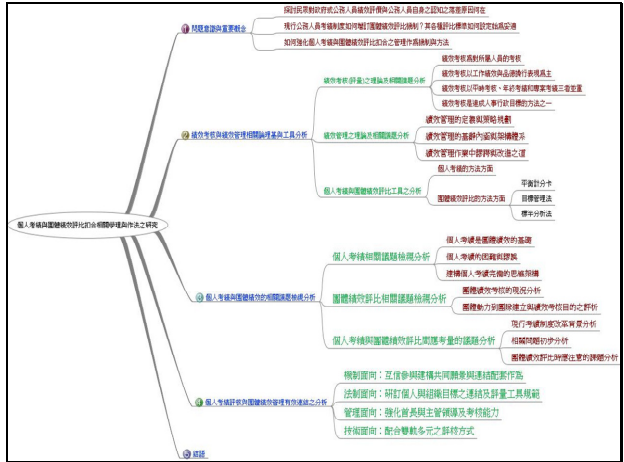 個人考績與團體績效評比扣合相關學理與作法之研究
問題意識與重要概念
探討民眾對政府或公務人員績效評價與公務人員自身之認知之落差原因何在
現行公務人員考績制度如何增訂團體績效評比機制?其各種評比標準如何設定始為妥適
如何強化個人考績與團體績效評比扣合之管理作為機制與方法
績效考核與績效管理相關論理基與工具分析
績效考核(評量)之理論及相關議題分析
績效考核為對所屬人員的考核
績效考核以工作績效與品德操行表現為主
績效考核以平時考核、年終考績和專案考績三者並重
績效考核是達成人事行政目標的方法之一
績效管理之理論及相關議題分析
績效管理的定義與策略規劃
績效管理的基礎內涵與架構體系
績效管理作業中謬誤與改進之道
個人考績與團體績效評比工具之分析
個人考績的方法方面
團體績效評比的方法方面
平衡計分卡
目標管理法
標竿分析法
個人考績與團體績效的相關議題檢視分析
個人考績相關議題檢視分析
個人考績是團體績效的基礎
個人考績的困難與謬誤
建構個人考績完備的思維架構
團體績效評比相關議題檢視分析
團體績效考核的現況分析
團體動力到團隊建立與績效考核目的之評析
個人考績與團體績效評比間應考量的議題分析
現行考績制度改革背景分析
相關問題初步分析
團體績效評比時應注意的課題分析
個人考績評核與團體績效管理有效連結之分析
機制面向：互信參與建構共同願景與連結配套作為
法制面向：研訂個人與組織目標之連結及評量工具規範
管理面向：強化首長與主管領導及考核能力
技術面向：配合雙軌多元之評核方式
結語